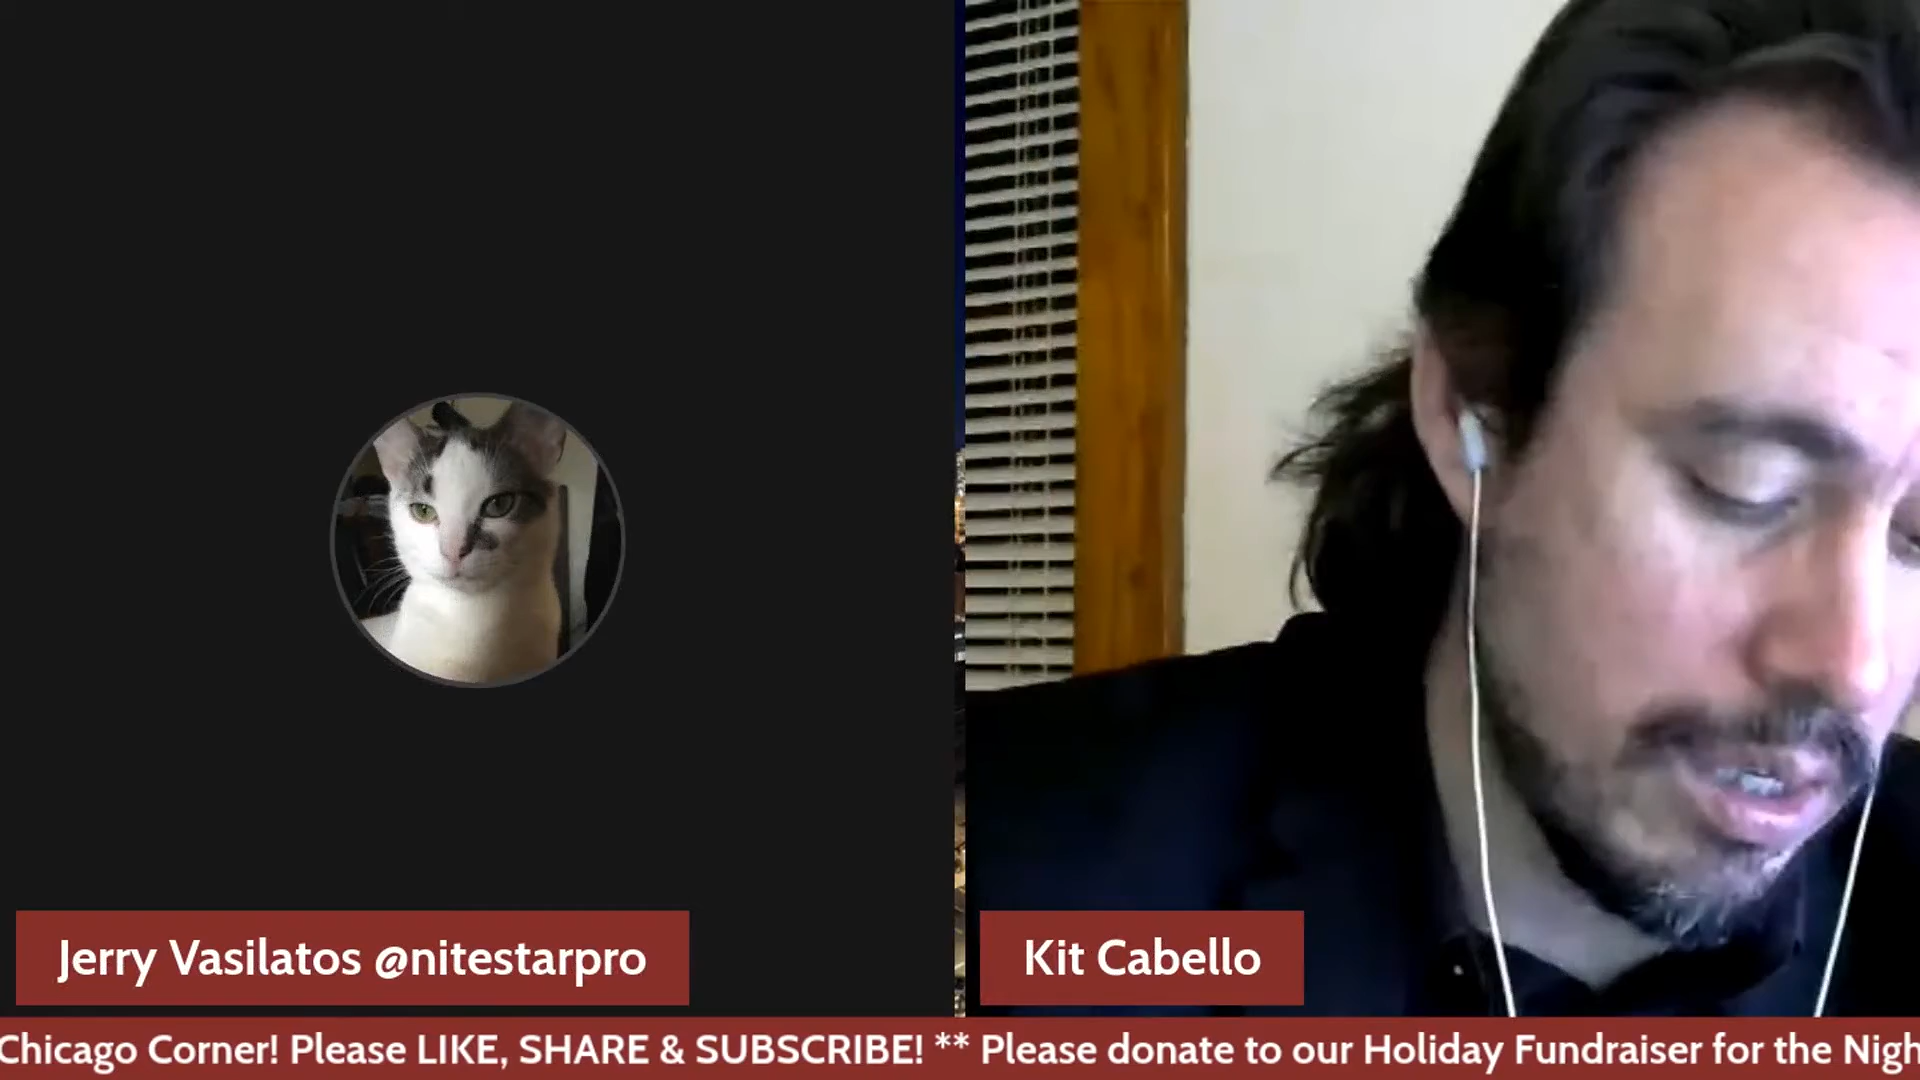 Jerry Vasilatos @nitestarpro
Kit Cabello
Chicago Corner! Please LIKE, SHARE & SUBSCRIBE! ** Please donate to our Holiday Fundraiser for the Nigh